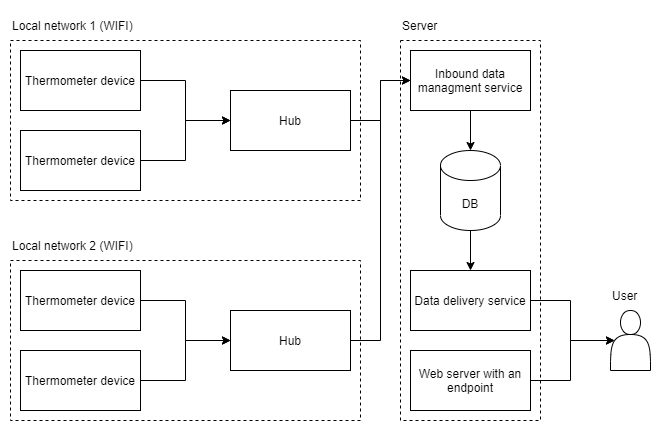 Local network 1 (WIFI)
Thermometer device
Thermometer device
Hub
Local network 2 (WIFI)
Thermometer device
Thermometer device
Hub
Server
Inbound data
managment service
DB
Data delivery service
Web server with an
endpoint
User